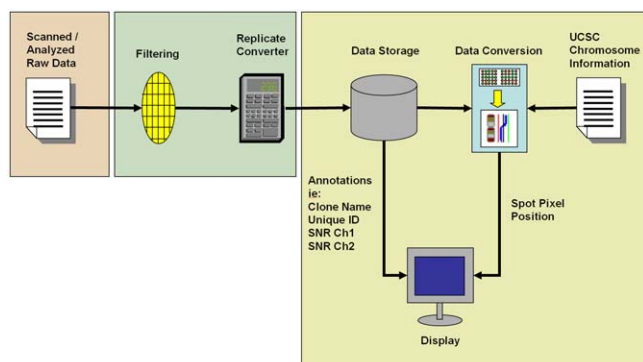 Scanned /
Analyzed
Raw Data
Filtering
Replicate
Converter
Data Storage
Data Conversion
UCSC
Chromosome
Information
Annotations
ie:
Clone Name
Unique ID
SNR Ch1
SNR Ch2
Spot Pixel
Position
Display